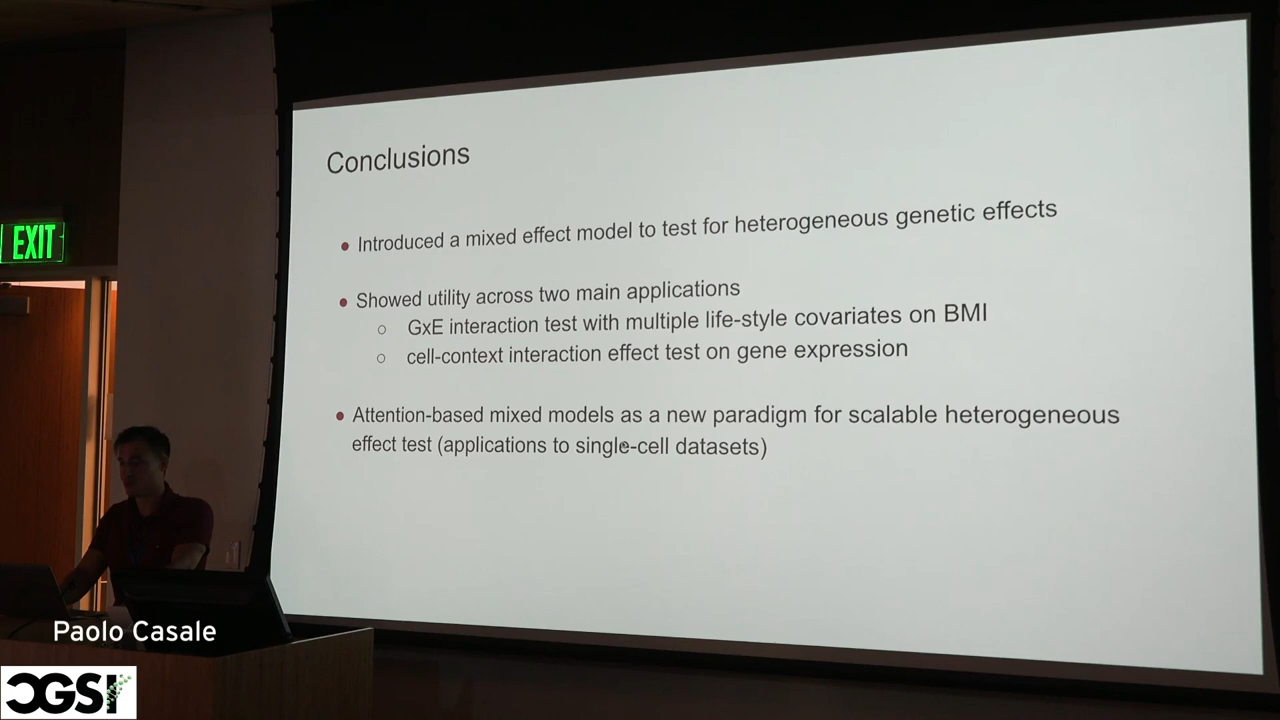 Conclusions
EXIT
● Introduced a mixed effect model to test for heterogeneous genetic effects
● Showed utility across two main applications
○ GxE interaction test with multiple life-style covariates on BMI
○ cell-context interaction effect test on gene expression
● Attention-based mixed models as a new paradigm for scalable heterogeneous
effect test (applications to single-cell datasets)
Paolo Casale
CGSI